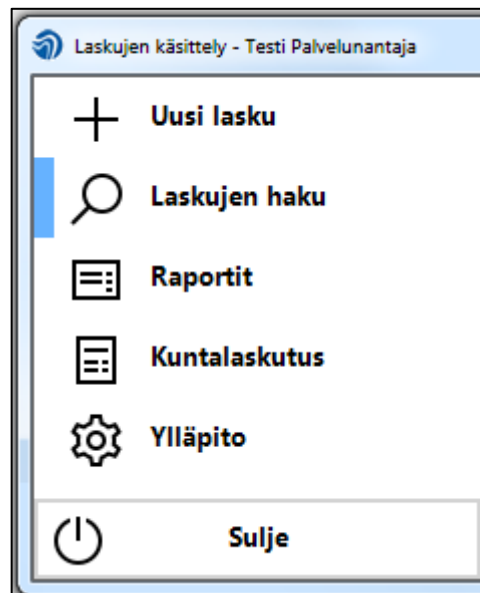 Laskujen käsittely - Testi Palvelunantaja
Uusi lasku
Laskujen haku
Raportit
Kuntalaskutus
Ylläpito
Sulje